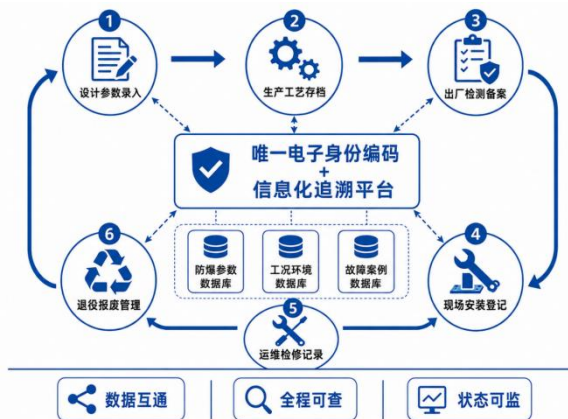 1
设计参数录入
2
生产工艺存档
3
出厂检测备案
唯一电子身份编码
+
信息化追溯平台
6
退役报废管理
防爆参数
数据库
工况环境
数据库
故障案例
数据库
4
现场安装登记
5
运维检修记录
数据互通
全程可查
状态可监